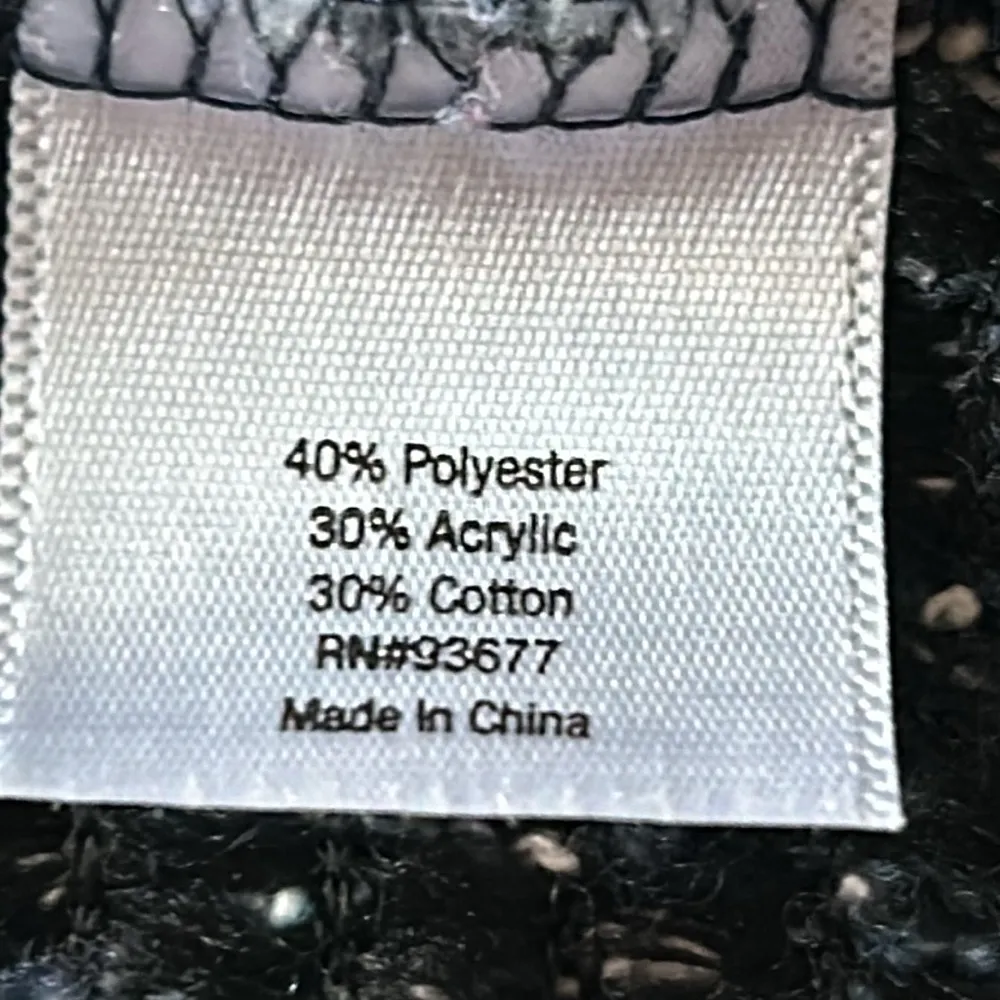 40% Polyester
30% Acrylic
30% Cotton
RN#93677
Made In China